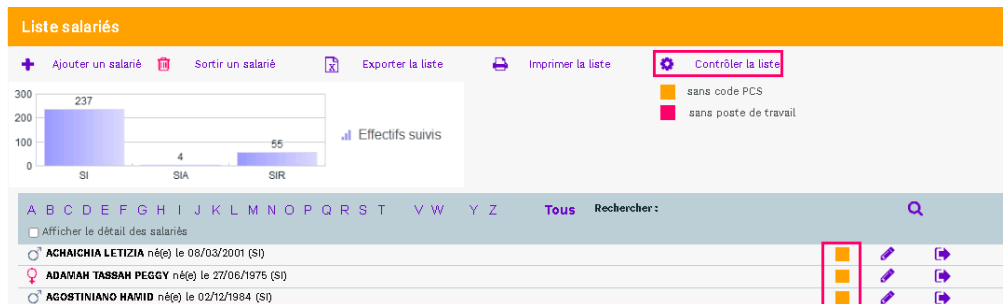 Liste salariés
Ajouter un salarié Sortir un salarié Exporter la liste Imprimer la liste Contrôler la liste
sans code PCS
sans poste de travail
300
200
100
0
237
4
55
SI SIA SIR
Effectifs suivis
A B C D E F G H I J K L M N O P Q R S T V W Y Z Tous Rechercher :
Afficher le détail des salariés
ACHAICHIA LETIZIA né(e) le 08/03/2001 (SI)
ADAMAH TASSAH PEGGY né(e) le 27/06/1975 (SI)
AGOSTINIANO HAMID né(e) le 02/12/1984 (SI)